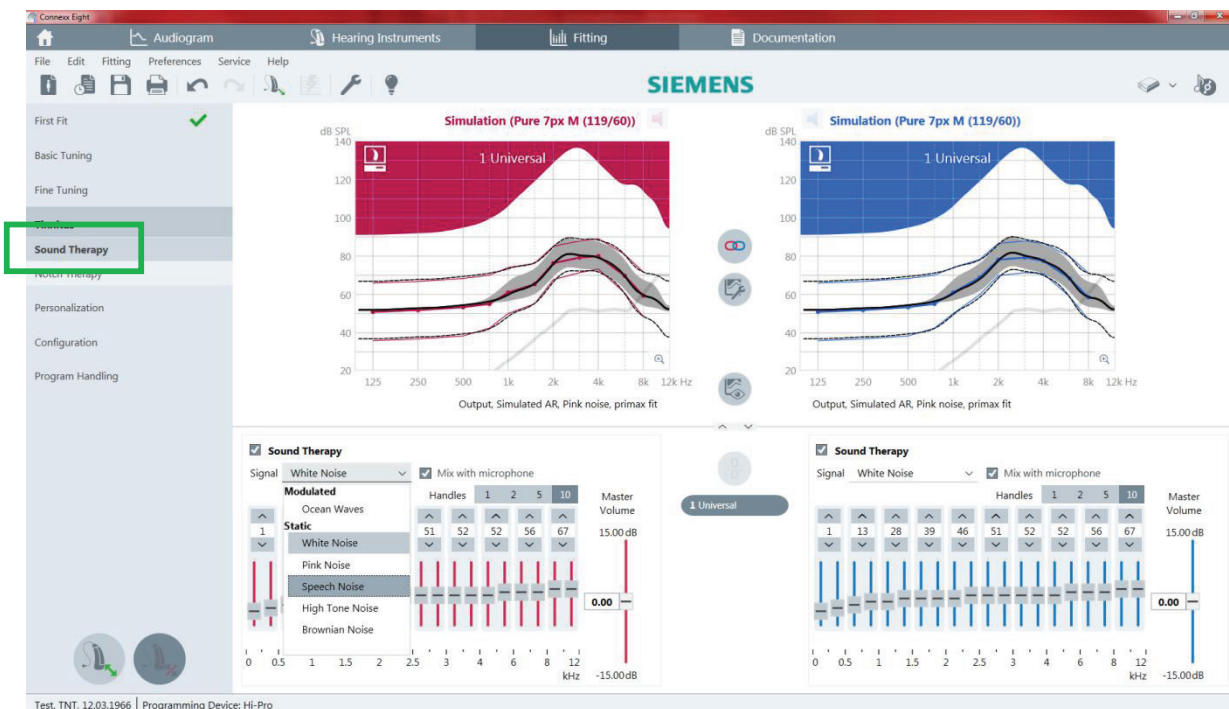 Connexx Eight
Audiogram
Hearing Instruments
Fitting
Documentation
File Edit Fitting Preferences Service Help
SIEMENS
First Fit
Basic Tuning
Fine Tuning
Tinnitus
Sound Therapy
Notch Therapy
Personalization
Configuration
Program Handling
Simulation (Pure 7px M (119/60))
dB SPL
1 Universal
140
120
100
80
60
40
20
125 250 500 1k 2k 4k 8k 12k Hz
Output, Simulated AR, Pink noise, primax fit
Simulation (Pure 7px M (119/60))
dB SPL
1 Universal
140
120
100
80
60
40
20
125 250 500 1k 2k 4k 8k 12k Hz
Output, Simulated AR, Pink noise, primax fit
Sound Therapy
Signal White Noise Mix with microphone
Modulated
Ocean Waves
Static
White Noise
Pink Noise
Speech Noise
High Tone Noise
Brownian Noise
Handles 1 2 5 10
Master Volume
1 51 52 52 56 67 15.00 dB
0.00
0 0.5 1 1.5 2 2.5 3 4 6 8 12
kHz -15.00 dB
1 Universal
Sound Therapy
Signal White Noise Mix with microphone
Handles 1 2 5 10
Master Volume
1 13 28 39 46 51 52 52 56 67 15.00 dB
0.00
0 0.5 1 1.5 2 2.5 3 4 6 8 12
kHz -15.00 dB
Test, TNT, 12.03.1966 Programming Device: Hi-Pro